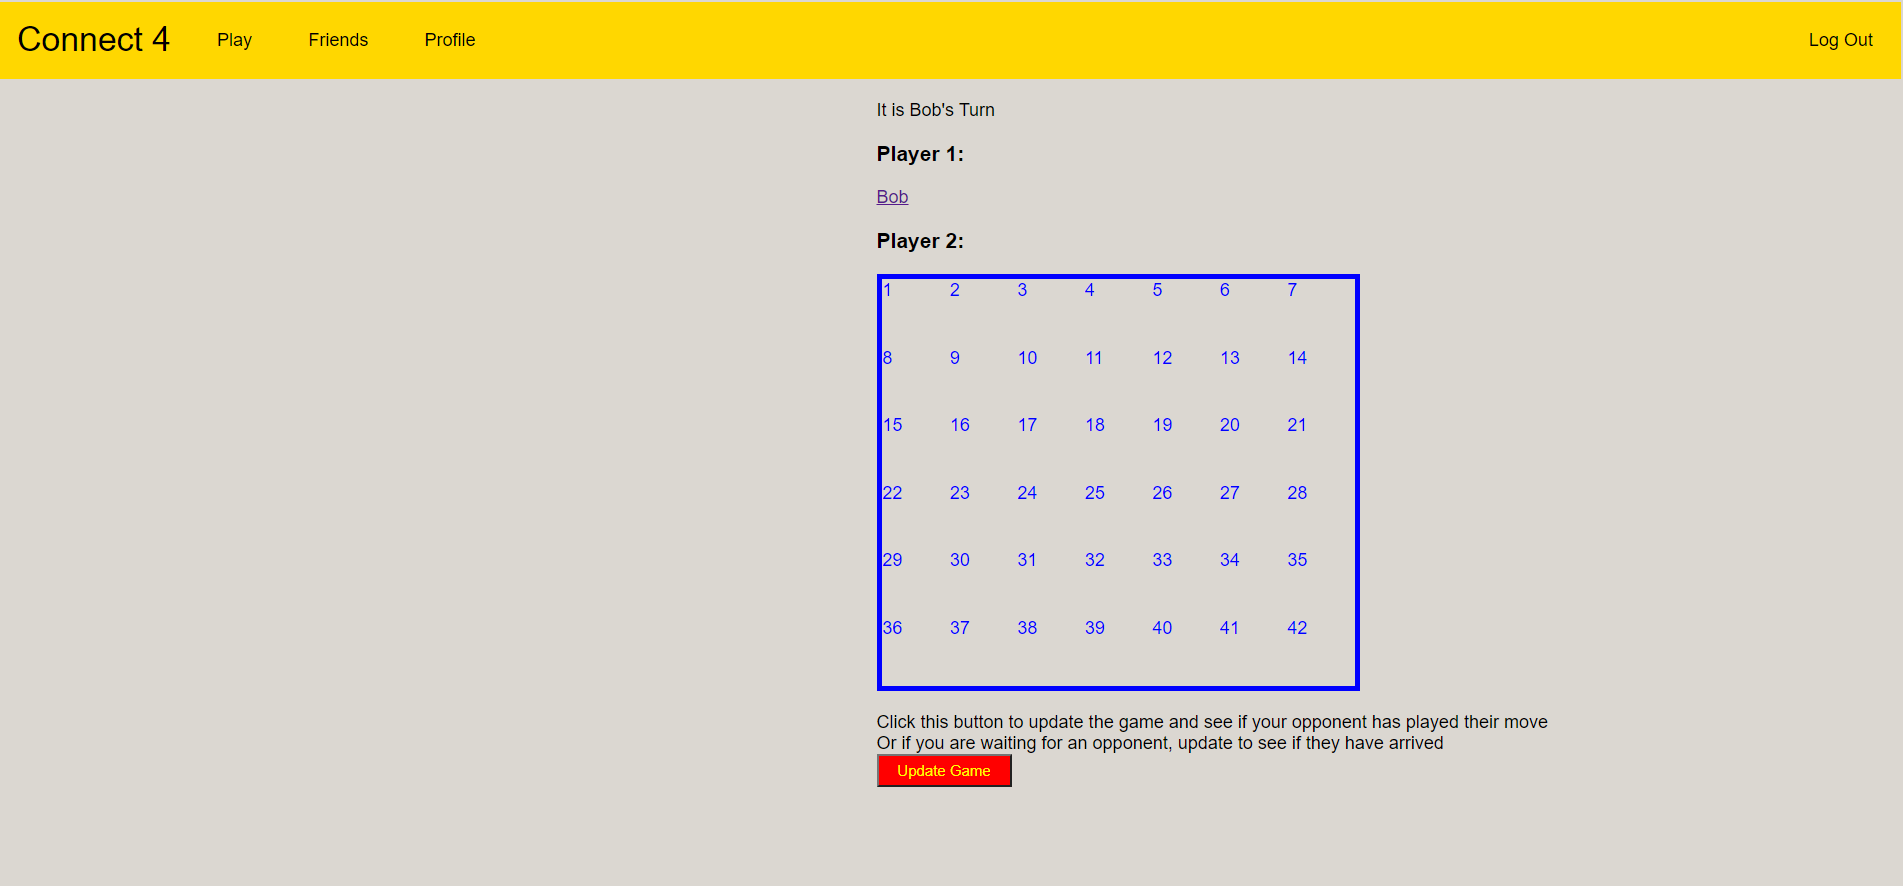 Connect 4 Play Friends Profile Log Out
It is Bob's Turn
Player 1:
Bob
Player 2:
1 2 3 4 5 6 7
8 9 10 11 12 13 14
15 16 17 18 19 20 21
22 23 24 25 26 27 28
29 30 31 32 33 34 35
36 37 38 39 40 41 42
Click this button to update the game and see if your opponent has played their move
Or if you are waiting for an opponent, update to see if they have arrived
Update Game